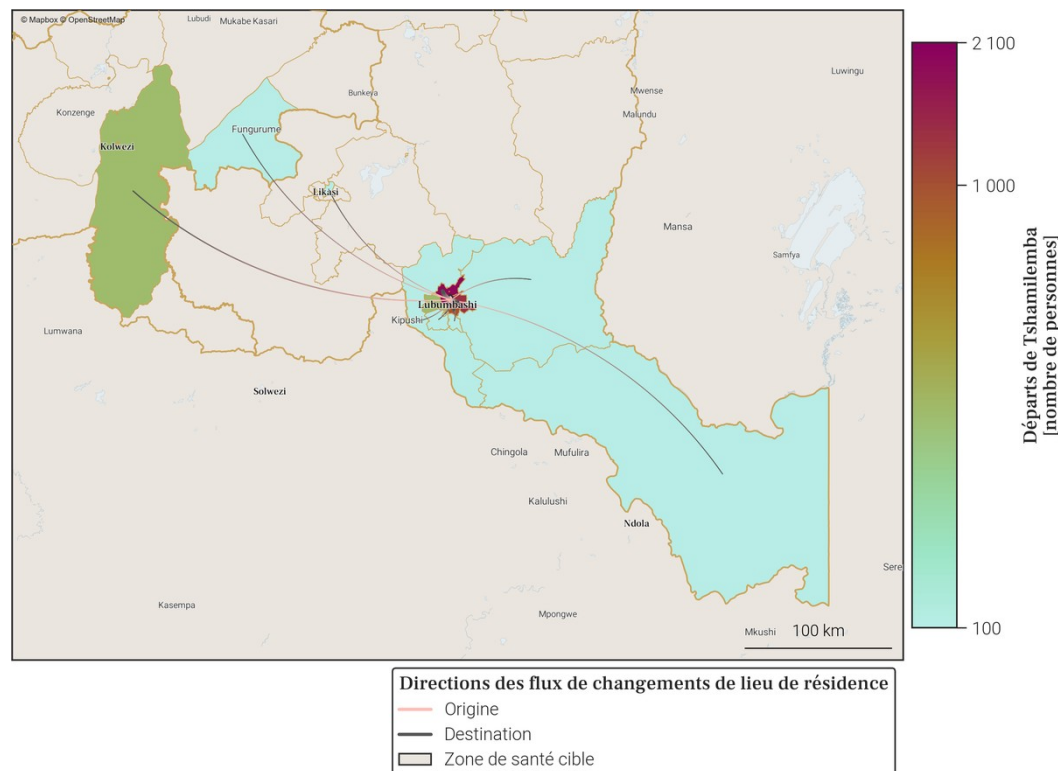 © Mapbox © OpenStreetMap
Lubudi
Mukabe Kasari
Luwingu
Bunkeya
Mwense
Konzenge
Malundu
Fungurume
Kolwezi
Likasi
Mansa
Samfya
Lubumbashi
Kipushi
Lumwana
Solwezi
Chingola
Mufulira
Kalulushi
Ndola
Sere
Kasempa
Mpongwe
Mkushi
100 km
2 100
1 000
100
Départs de Tshamilemba
[nombre de personnes]
Directions des flux de changements de lieu de résidence
Origine
Destination
Zone de santé cible